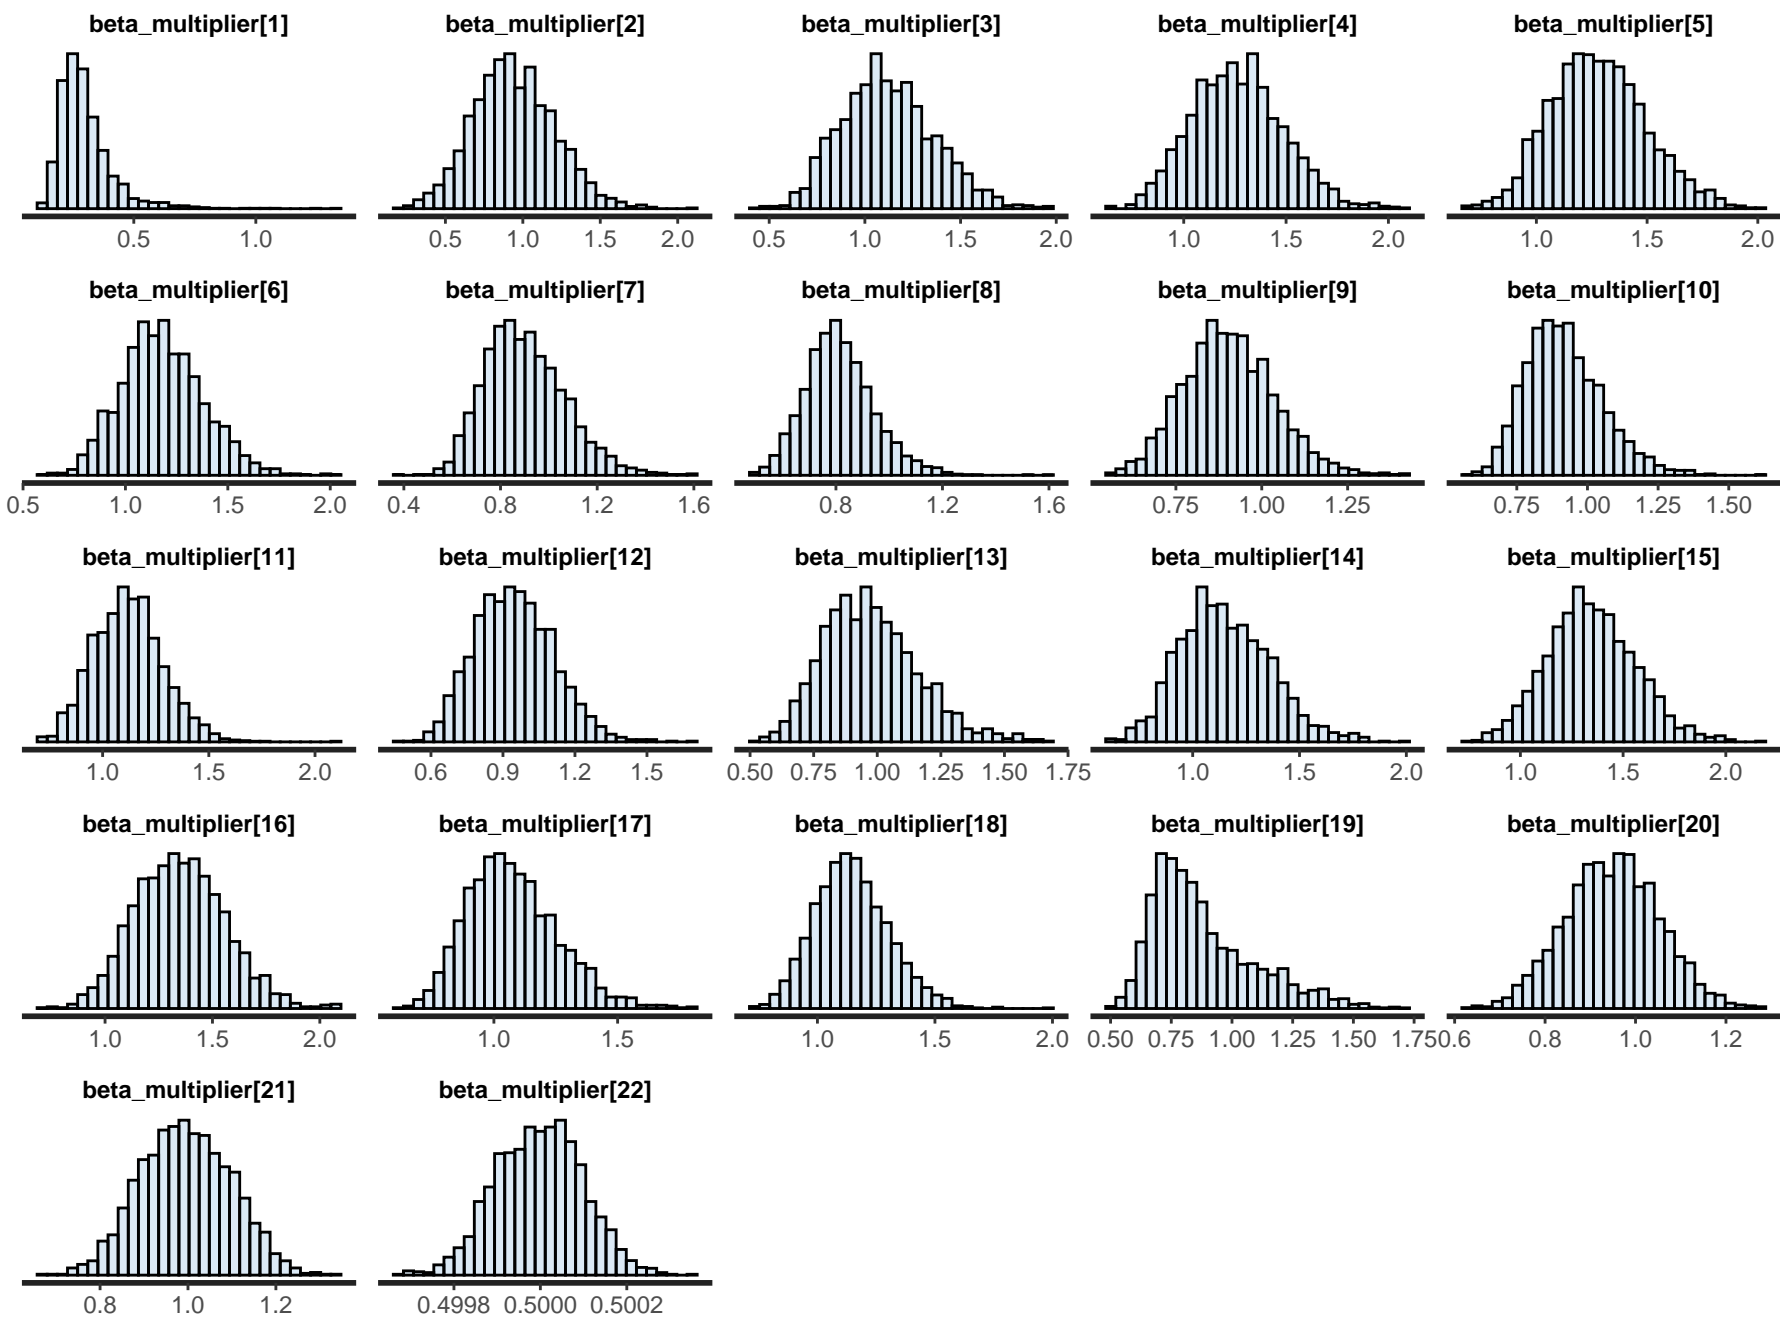 beta_multiplier[1] beta_multiplier[2] beta_multiplier[3] beta_multiplier[4] beta_multiplier[5]
0.5 1.0 0.5 1.0 1.5 2.0 0.5 1.0 1.5 2.0 1.0 1.5 2.0 1.0 1.5 2.0
beta_multiplier[6] beta_multiplier[7] beta_multiplier[8] beta_multiplier[9] beta_multiplier[10]
0.5 1.0 1.5 2.0 0.4 0.8 1.2 1.6 0.8 1.2 1.6 0.75 1.00 1.25 0.75 1.00 1.25 1.50
beta_multiplier[11] beta_multiplier[12] beta_multiplier[13] beta_multiplier[14] beta_multiplier[15]
1.0 1.5 2.0 0.6 0.9 1.2 1.5 0.50 0.75 1.00 1.25 1.50 1.75 1.0 1.5 2.0 1.0 1.5 2.0
beta_multiplier[16] beta_multiplier[17] beta_multiplier[18] beta_multiplier[19] beta_multiplier[20]
1.0 1.5 2.0 1.0 1.5 1.0 1.5 2.0 0.50 0.75 1.00 1.25 1.50 1.75 0.6 0.8 1.0 1.2
beta_multiplier[21] beta_multiplier[22]
0.8 1.0 1.2 0.4998 0.5000 0.5002